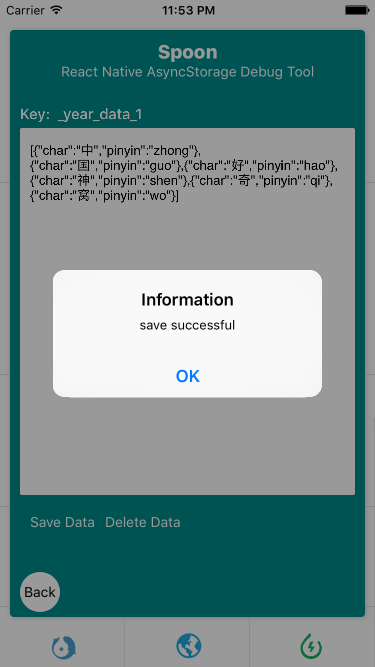 Carrier 11:53 PM
Spoon
React Native AsyncStorage Debug Tool
Key: _year_data_1
[{"char":"中","pinyin":"zhong"},
{"char":"国","pinyin":"guo"},{"char":"好","pinyin":"hao"},
{"char":"神","pinyin":"shen"},{"char":"奇","pinyin":"qi"},
{"char":"窝","pinyin":"wo"}]
Information
save successful
OK
Save Data Delete Data
Back